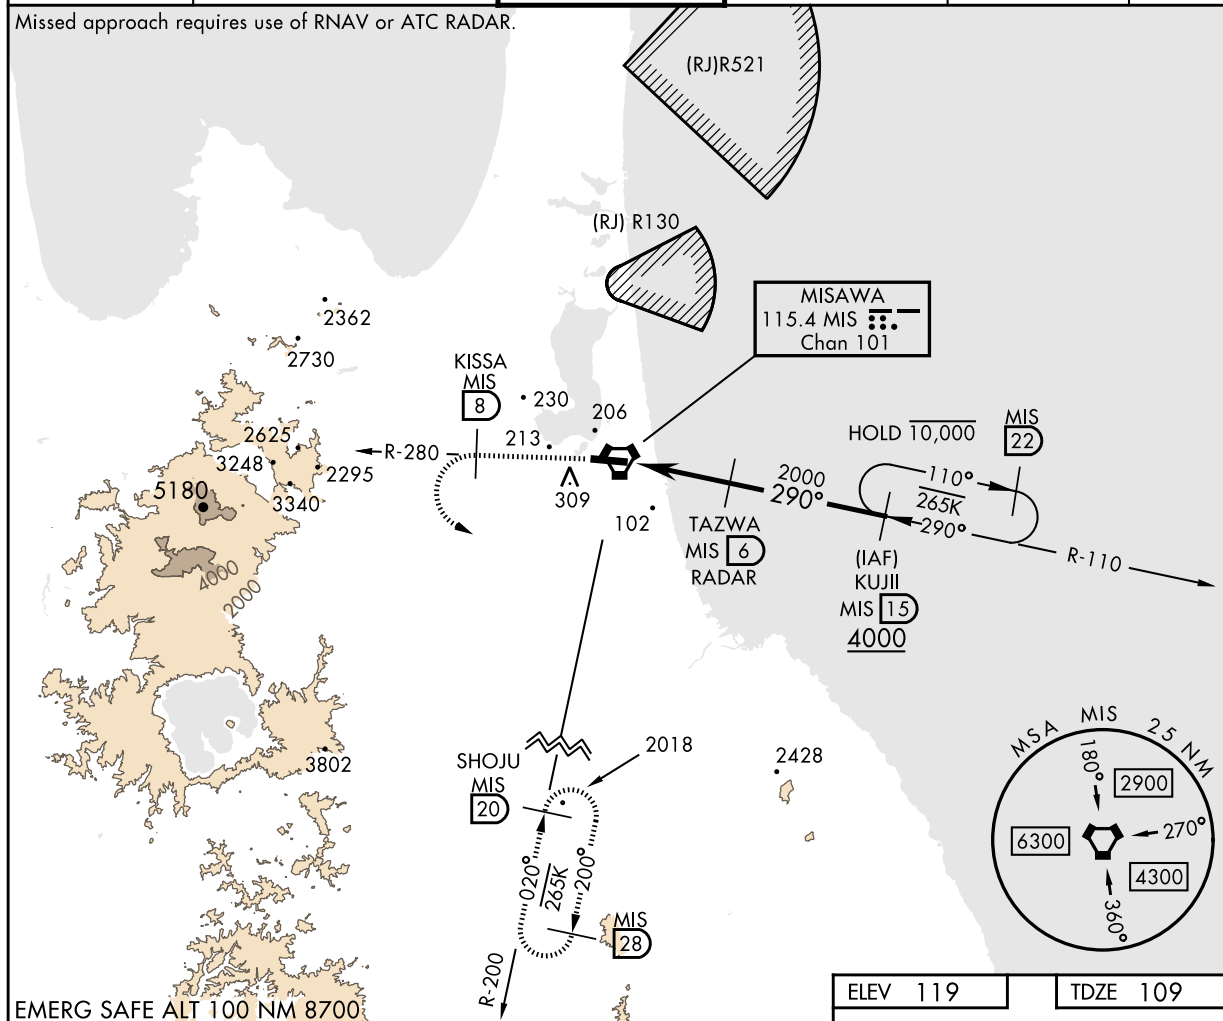 Missed approach requires use of RNAV or ATC RADAR.
(RJ)R521
(RJ) R130
MISAWA
115.4 MIS
Chan 101
2362
2730
KISSA
MIS
8
230
206
213
R-280
309
102
2625
3248
2295
3340
5180
4000
2000
HOLD 10,000
MIS
22
110°
265K
290°
R-110
2000
290°
TAZWA
MIS 6
RADAR
(IAF)
KUJII
MIS 15
4000
3802
SHOJU
MIS
20
2018
2428
020°
265K
200°
MIS
28
R-200
MSA MIS 25 NM
180°
2900
270°
6300
4300
360°
EMERG SAFE ALT 100 NM 8700
ELEV 119
TDZE 109